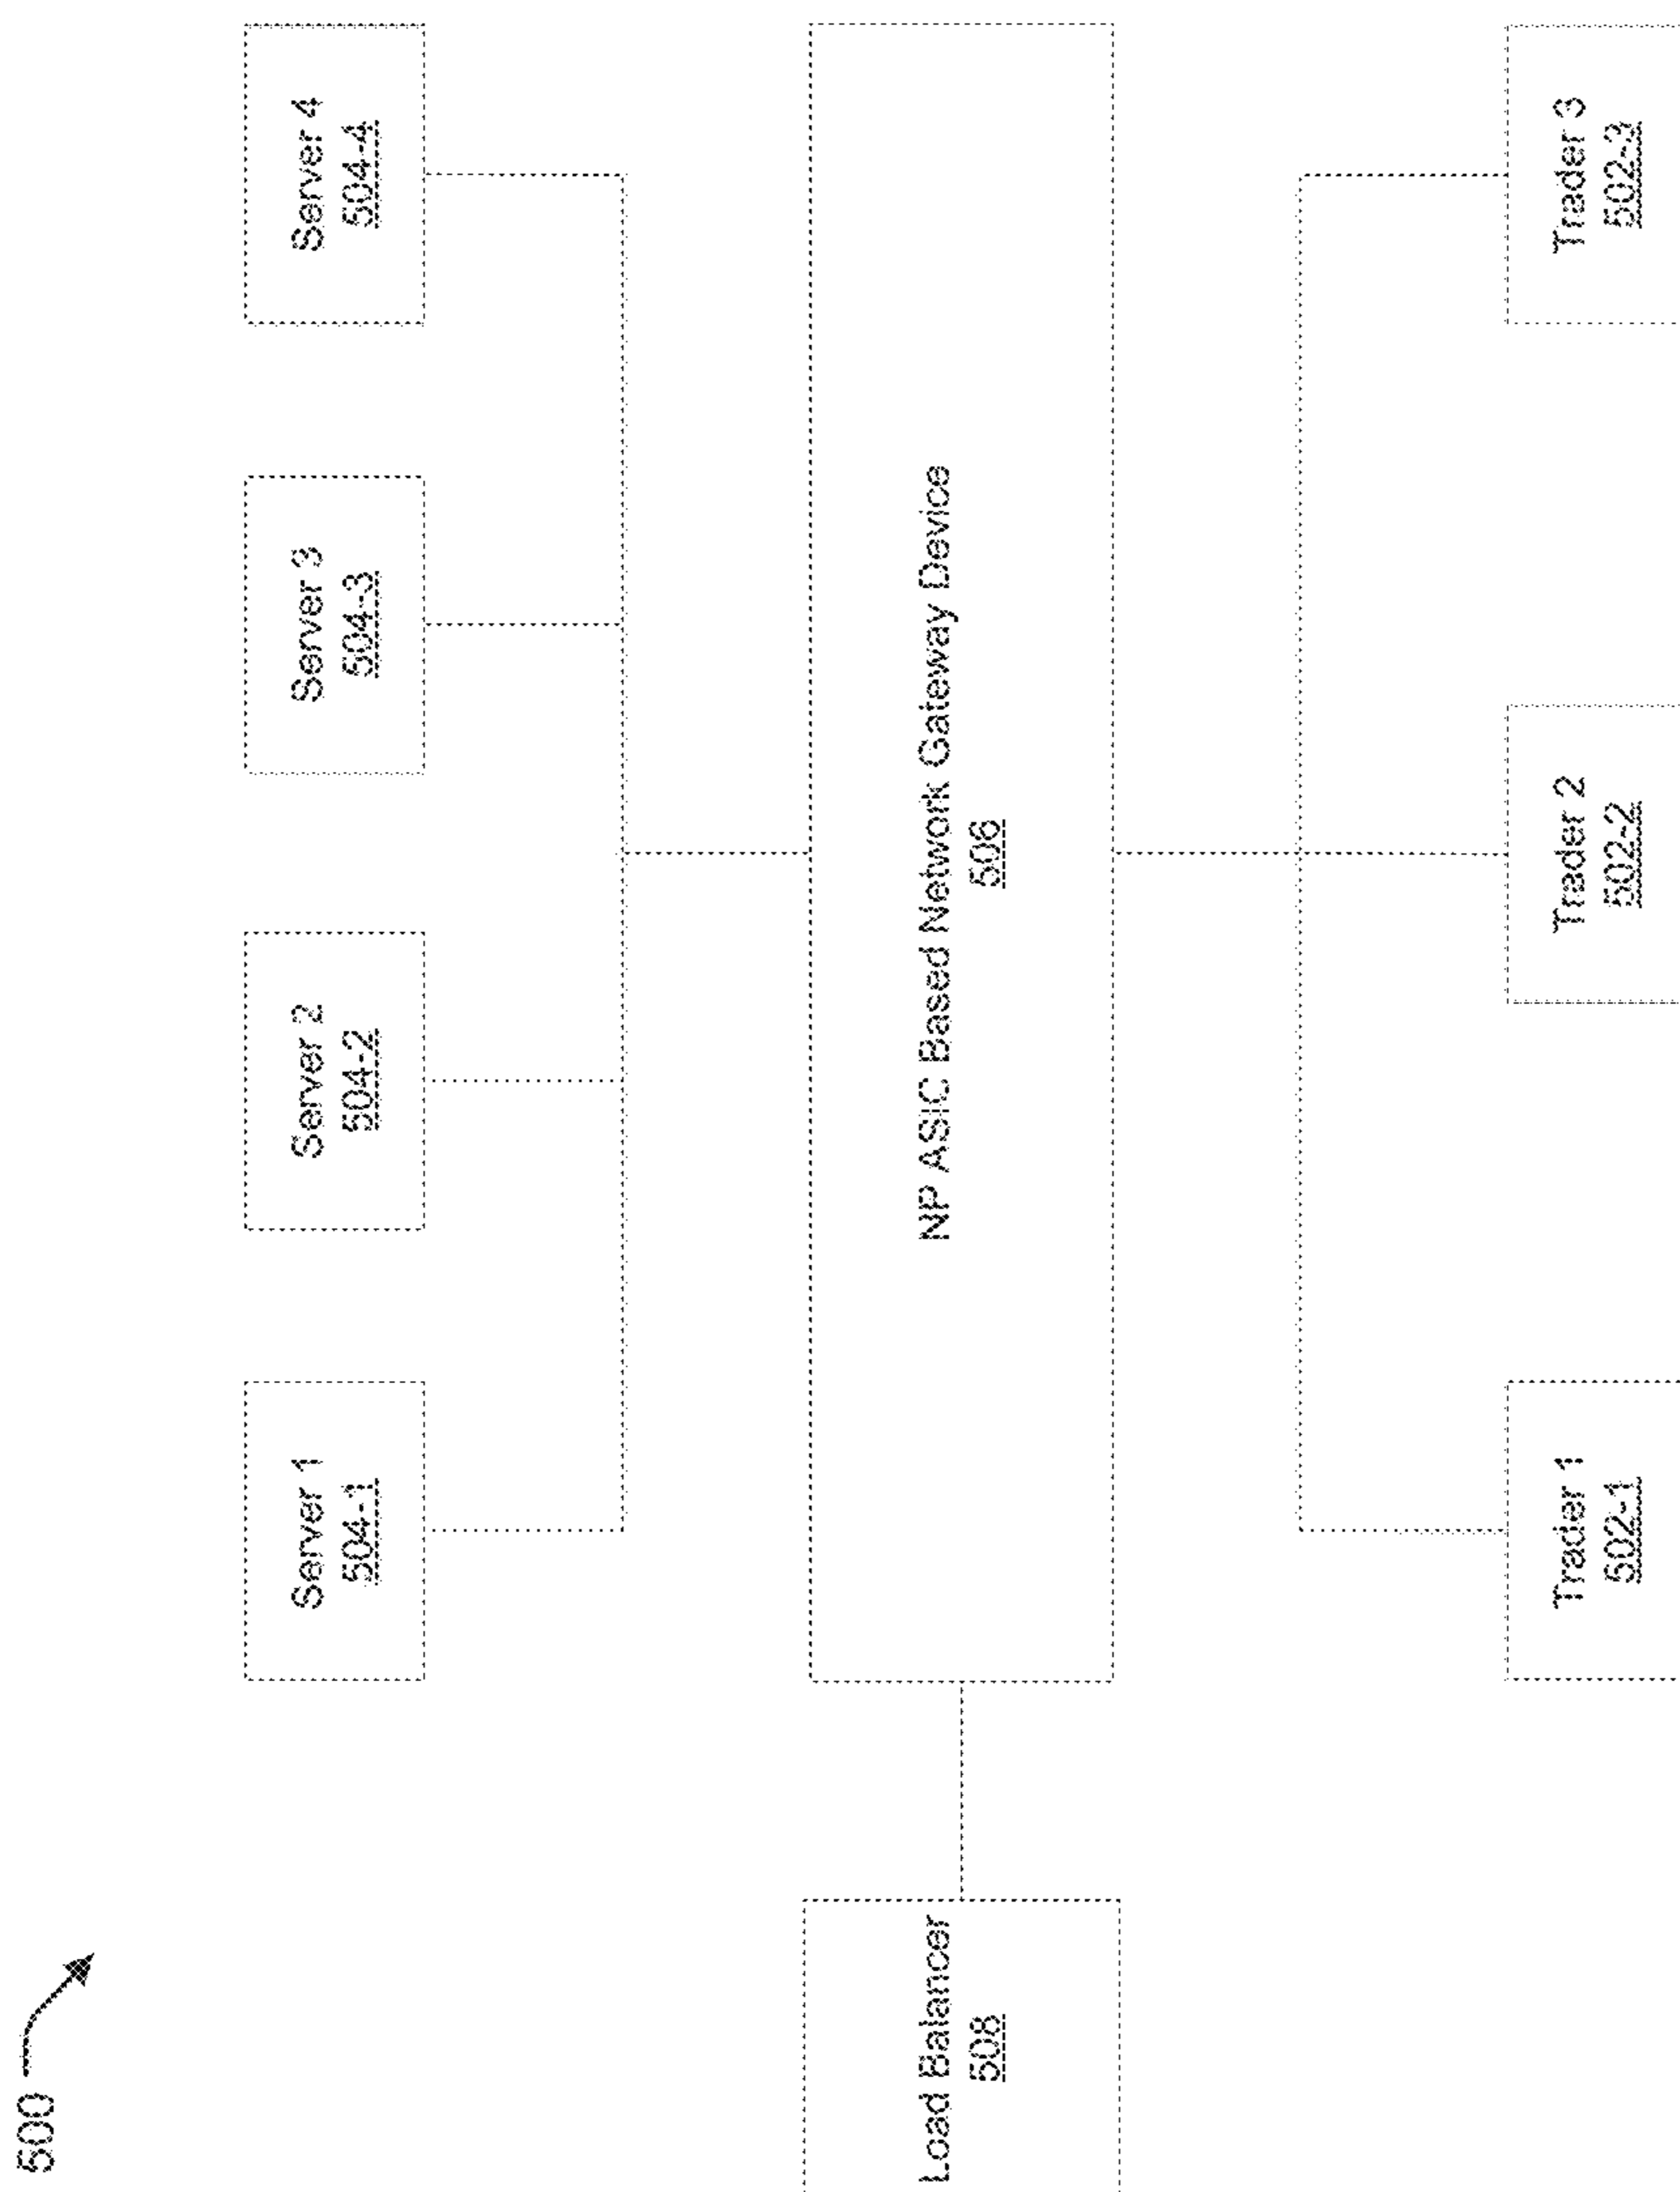 500
Server 1
504-1
Server 2
504-2
Server 3
504-3
Server 4
504-4
Load Balancer
508
NP ASIC Based Network Gateway Device
506
Trader 1
502-1
Trader 2
502-2
Trader 3
502-3